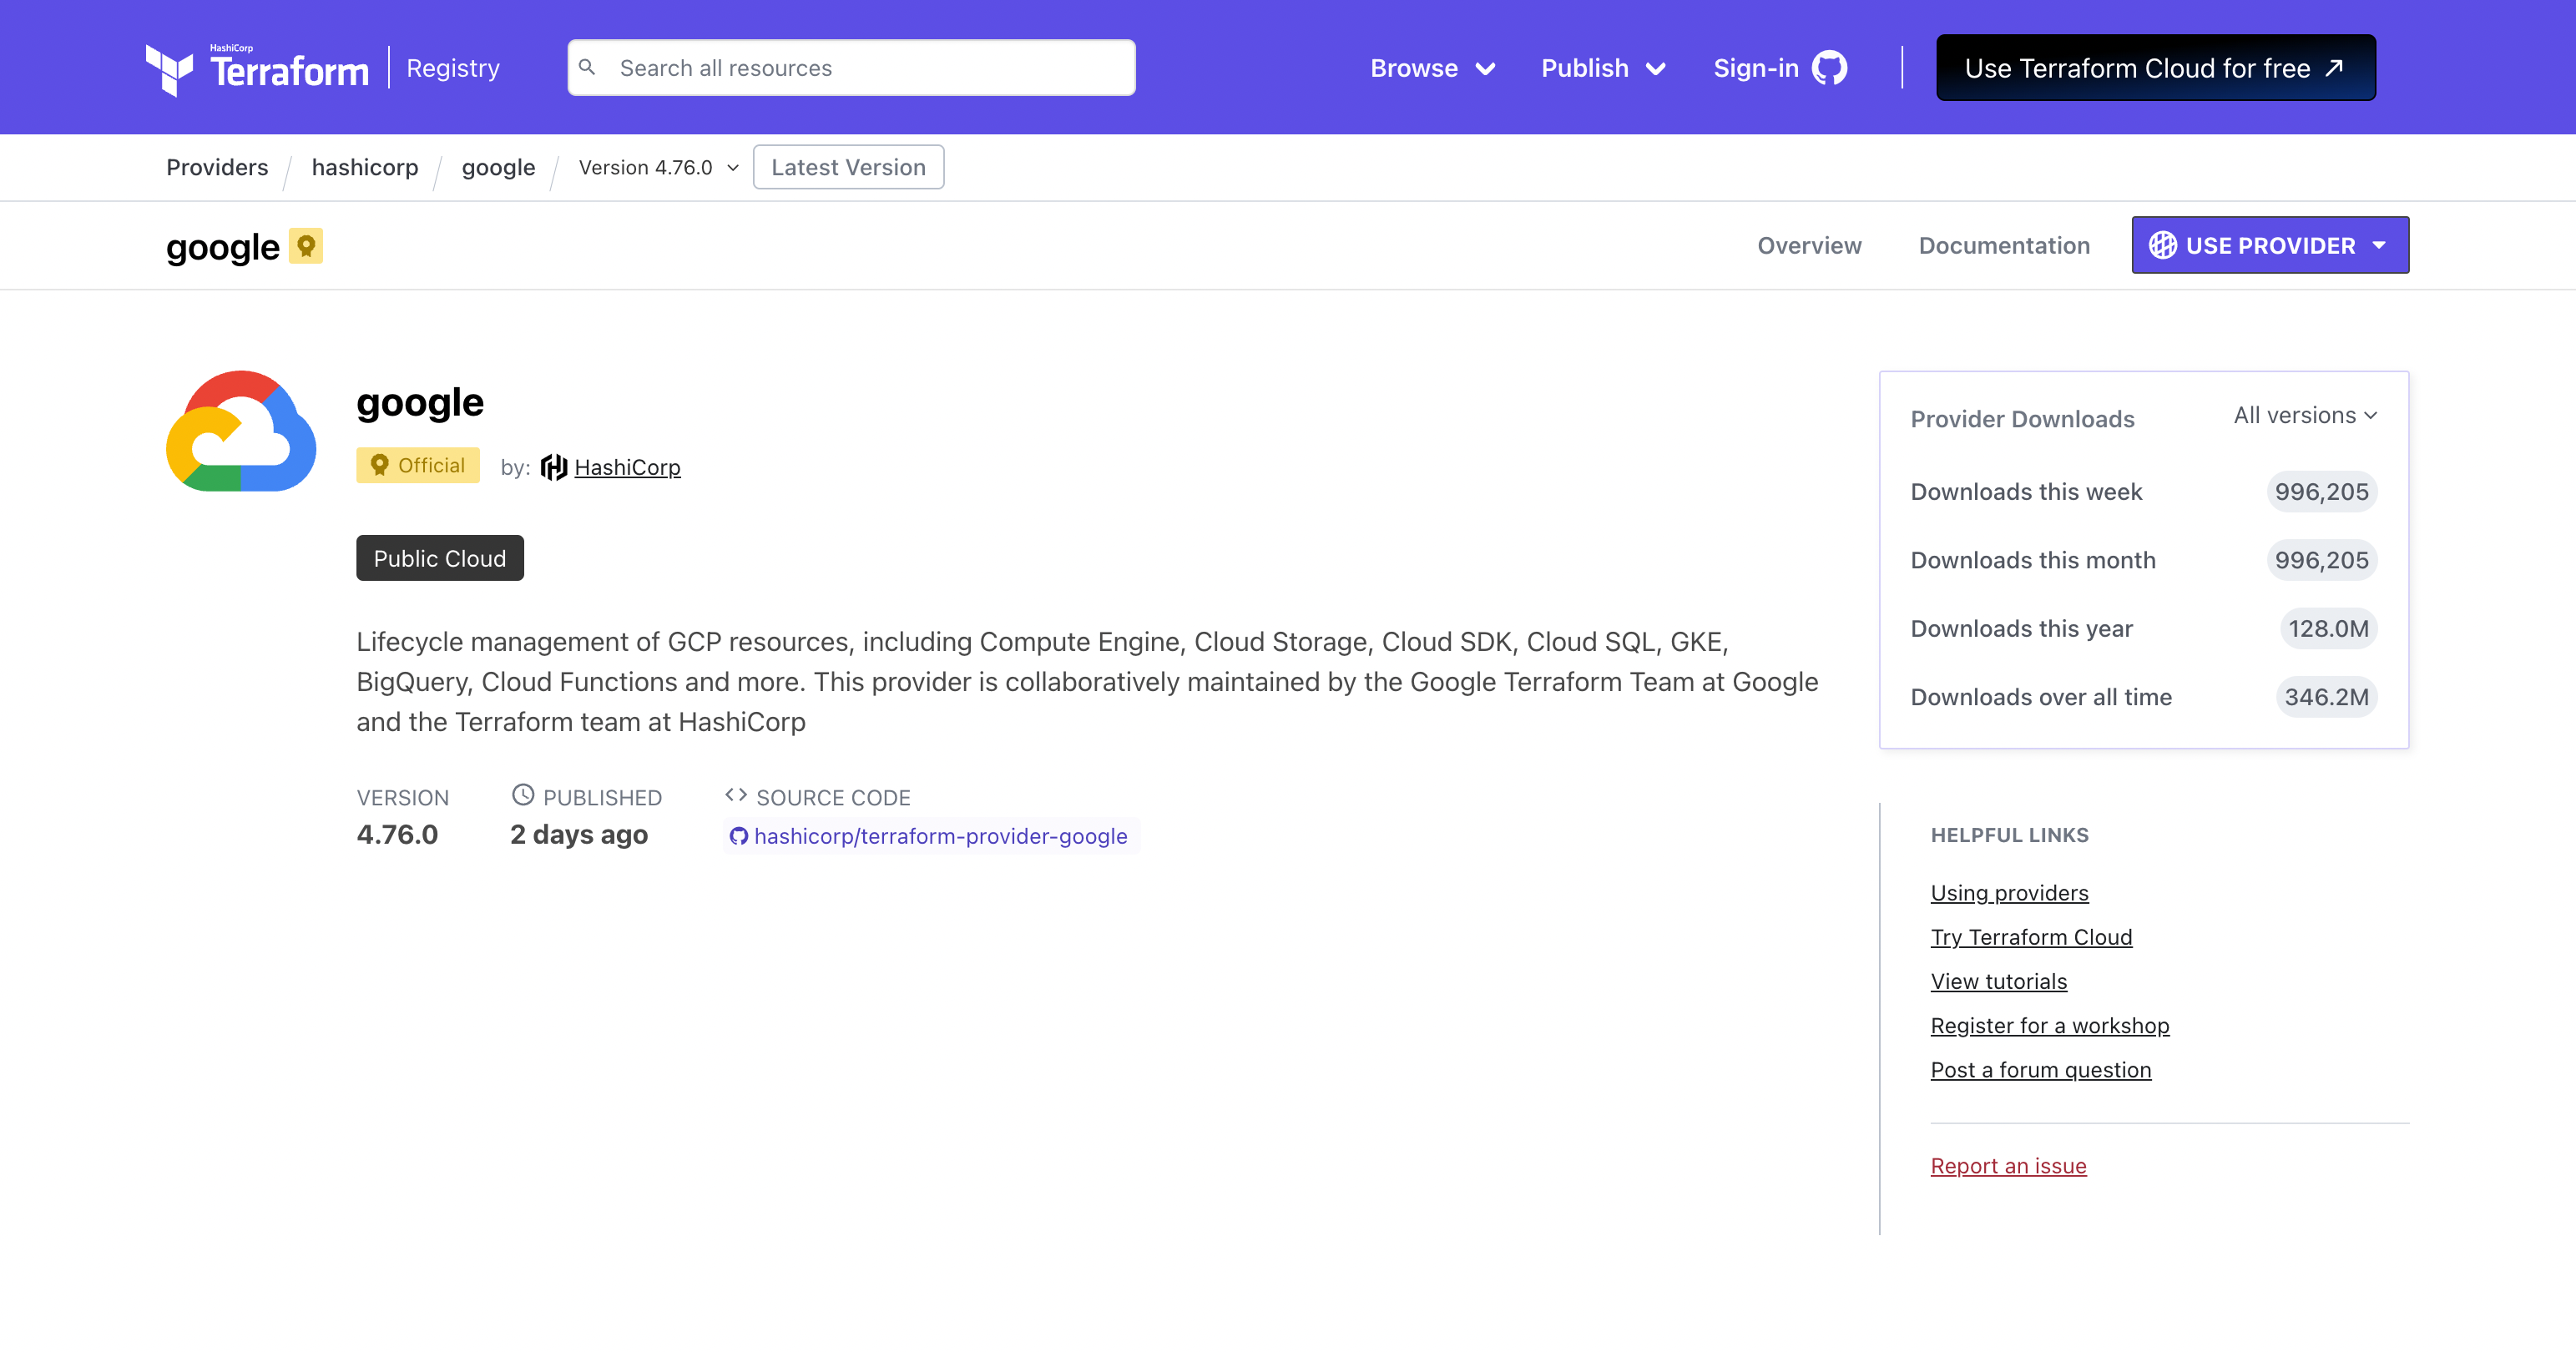 HashiCorp
Terraform
Registry
Search all resources
Browse
Publish
Sign-in
Use Terraform Cloud for free
Providers / hashicorp / google / Version 4.76.0
Latest Version
google
Overview
Documentation
USE PROVIDER
google
Official
by: HashiCorp
Public Cloud
Lifecycle management of GCP resources, including Compute Engine, Cloud Storage, Cloud SDK, Cloud SQL, GKE,
BigQuery, Cloud Functions and more. This provider is collaboratively maintained by the Google Terraform Team at Google
and the Terraform team at HashiCorp
VERSION
4.76.0
PUBLISHED
2 days ago
SOURCE CODE
hashicorp/terraform-provider-google
Provider Downloads
All versions
Downloads this week 996,205
Downloads this month 996,205
Downloads this year 128.0M
Downloads over all time 346.2M
HELPFUL LINKS
Using providers
Try Terraform Cloud
View tutorials
Register for a workshop
Post a forum question
Report an issue